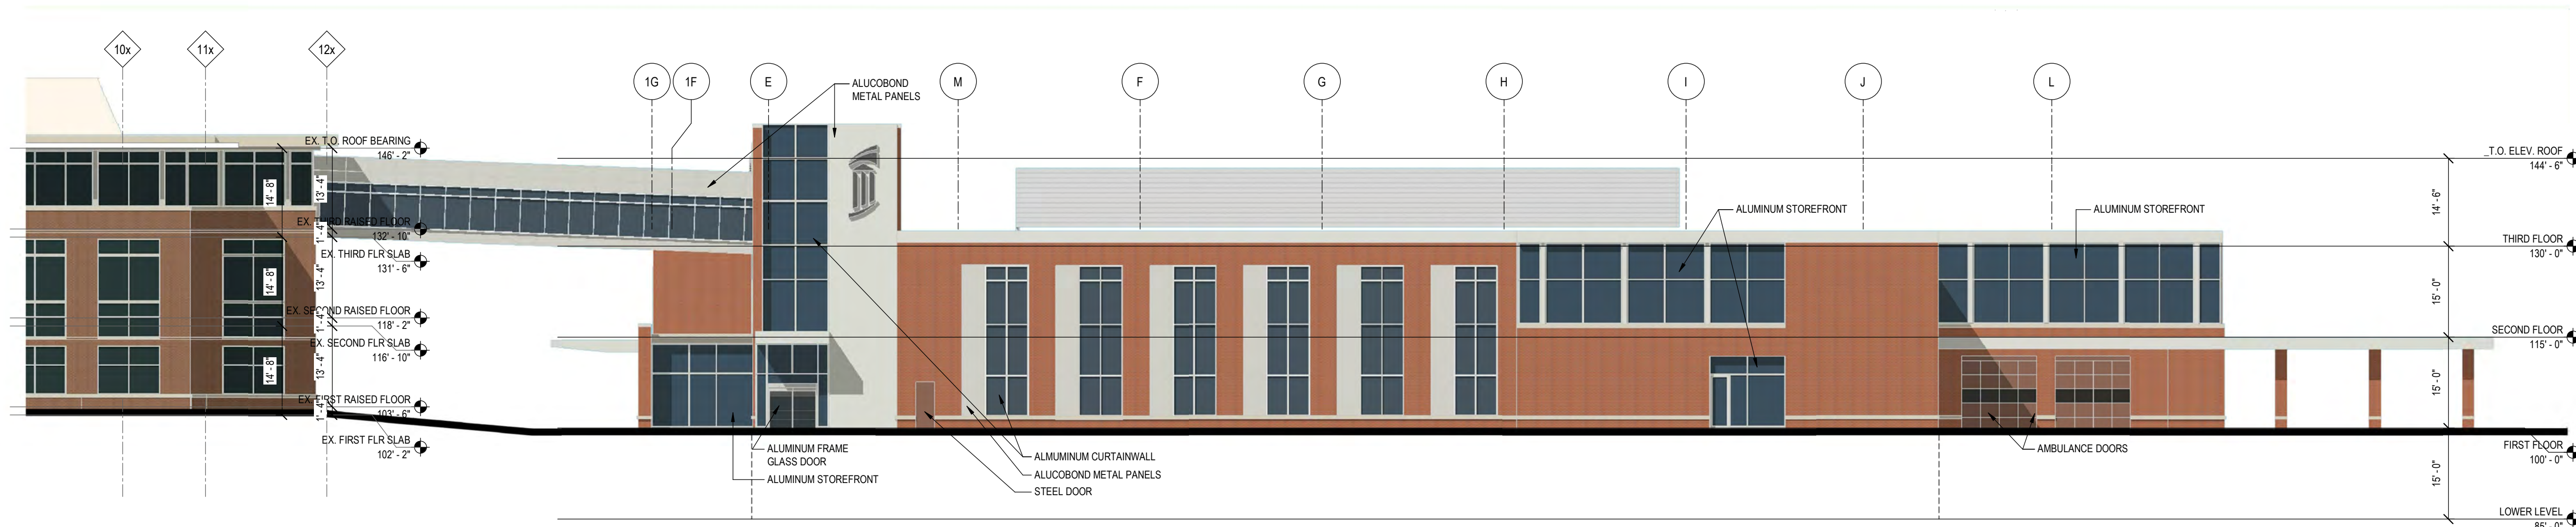 10x
11x
12x
1G
1F
E
M
F
G
H
I
J
L
ALUCOBOND
METAL PANELS
EX. T.O. ROOF BEARING
146' - 2"
EX. THIRD RAISED FLOOR
132' - 10"
EX. THIRD FLR SLAB
131' - 6"
EX. SECOND RAISED FLOOR
118' - 2"
EX. SECOND FLR SLAB
116' - 10"
EX. FIRST RAISED FLOOR
103' - 6"
EX. FIRST FLR SLAB
102' - 2"
14' - 8"
14' - 8"
14' - 8"
13' - 4"
1' - 4"
13' - 4"
1' - 4"
13' - 4"
1' - 4"
ALUMINUM STOREFRONT
ALUMINUM STOREFRONT
_T.O. ELEV. ROOF
144' - 6"
14' - 6"
THIRD FLOOR
130' - 0"
15' - 0"
SECOND FLOOR
115' - 0"
15' - 0"
FIRST FLOOR
100' - 0"
15' - 0"
LOWER LEVEL
85' - 0"
ALUMINUM FRAME
GLASS DOOR
ALUMINUM STOREFRONT
ALMUMINUM CURTAINWALL
ALUCOBOND METAL PANELS
STEEL DOOR
AMBULANCE DOORS